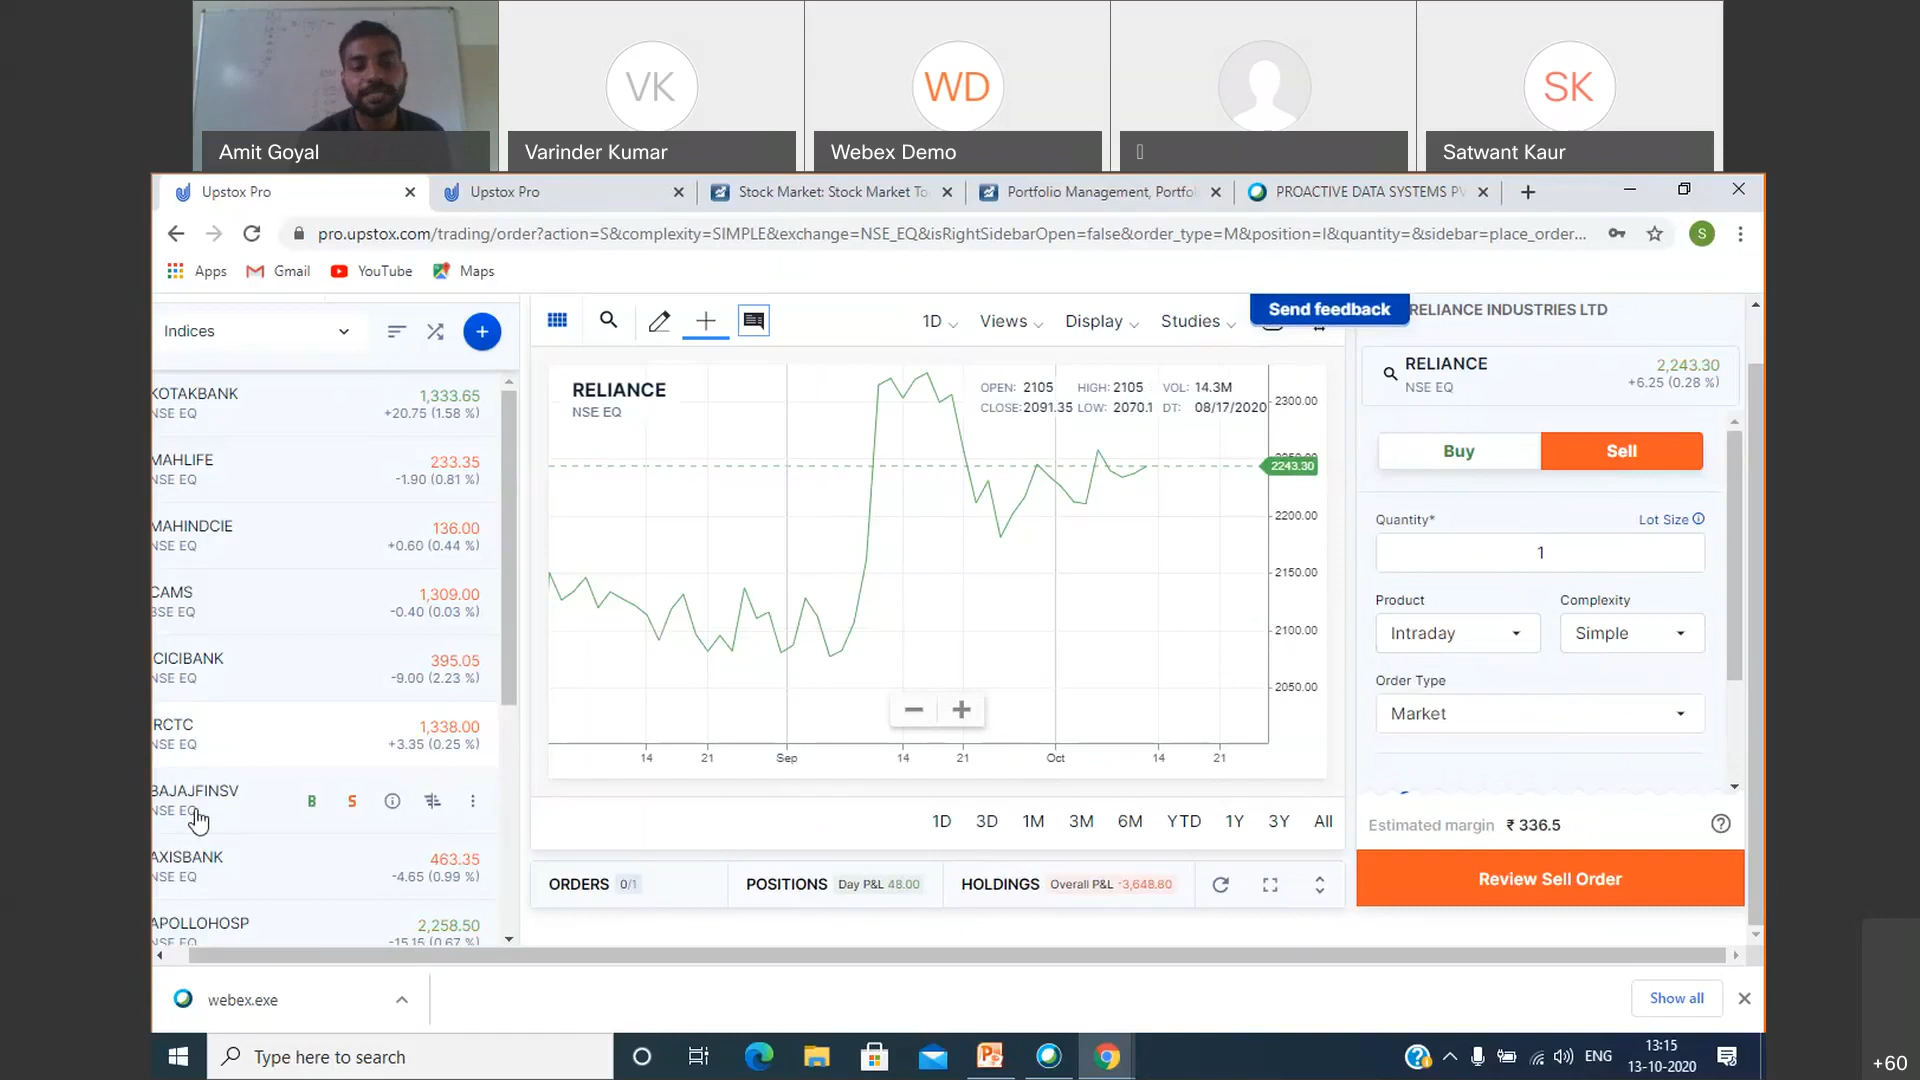 VK
WD
SK
Amit Goyal
Varinder Kumar
Webex Demo
Satwant Kaur
Upstox Pro
Upstox Pro
Stock Market: Stock Market To
Portfolio Management, Portfo
PROACTIVE DATA SYSTEMS PV
pro.upstox.com/trading/order?action=S&complexity=SIMPLE&exchange=NSE_EQ&isRightSidebarOpen=false&order_type=M&position=I&quantity=&sidebar=place_order...
S
Apps
Gmail
YouTube
Maps
Indices
KOTAKBANK 1,333.65
NSE EQ +20.75 (1.58 %)
MAHLIFE 233.35
NSE EQ -1.90 (0.81 %)
MAHINDCIE 136.00
NSE EQ +0.60 (0.44 %)
CAMS 1,309.00
BSE EQ -0.40 (0.03 %)
CICIBANK 395.05
NSE EQ -9.00 (2.23 %)
RCTC 1,338.00
NSE EQ +3.35 (0.25 %)
BAJAJFINSV B S
NSE EQ
AXISBANK 463.35
NSE EQ -4.65 (0.99 %)
APOLLOHOSP 2,258.50
NSE EQ -15.15 (0.67 %)
1D Views Display Studies
RELIANCE
NSE EQ
OPEN: 2105 HIGH: 2105 VOL: 14.3M
CLOSE:2091.35 LOW: 2070.1 DT: 08/17/2020
2300.00
2243.30
2200.00
2150.00
2100.00
2050.00
14 21 Sep 14 21 Oct 14 21
1D 3D 1M 3M 6M YTD 1Y 3Y All
ORDERS 0/1
POSITIONS Day P&L 48.00
HOLDINGS Overall P&L -3,648.80
Send feedback
RELIANCE INDUSTRIES LTD
RELIANCE 2,243.30
NSE EQ +6.25 (0.28 %)
Buy Sell
Quantity* Lot Size
1
Product Complexity
Intraday Simple
Order Type
Market
Estimated margin ₹ 336.5
Review Sell Order
webex.exe
Show all
Type here to search
ENG
13:15
13-10-2020
+60